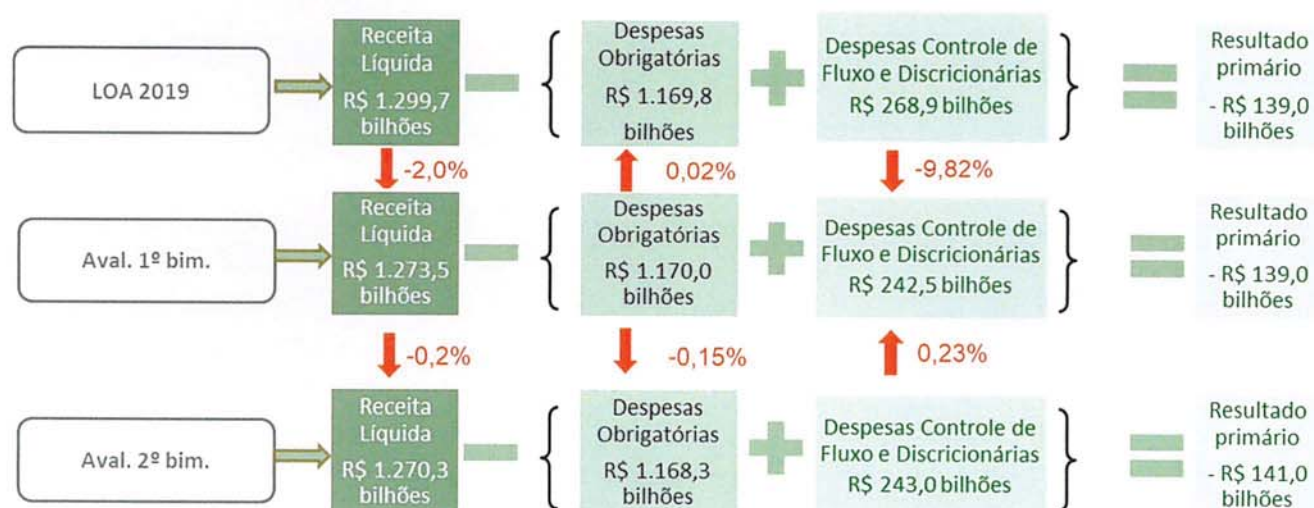 LOA 2019
Receita
Líquida
R$ 1.299,7
bilhões
Despesas
Obrigatórias
R$ 1.169,8
bilhões
Despesas Controle de
Fluxo e Discricionárias
R$ 268,9 bilhões
Resultado
primário
- R$ 139,0
bilhões
-2,0%
0,02%
-9,82%
Aval. 1º bim.
Receita
Líquida
R$ 1.273,5
bilhões
Despesas
Obrigatórias
R$ 1.170,0
bilhões
Despesas Controle de
Fluxo e Discricionárias
R$ 242,5 bilhões
Resultado
primário
- R$ 139,0
bilhões
-0,2%
-0,15%
0,23%
Aval. 2º bim.
Receita
Líquida
R$ 1.270,3
bilhões
Despesas
Obrigatórias
R$ 1.168,3
bilhões
Despesas Controle de
Fluxo e Discricionárias
R$ 243,0 bilhões
Resultado
primário
- R$ 141,0
bilhões